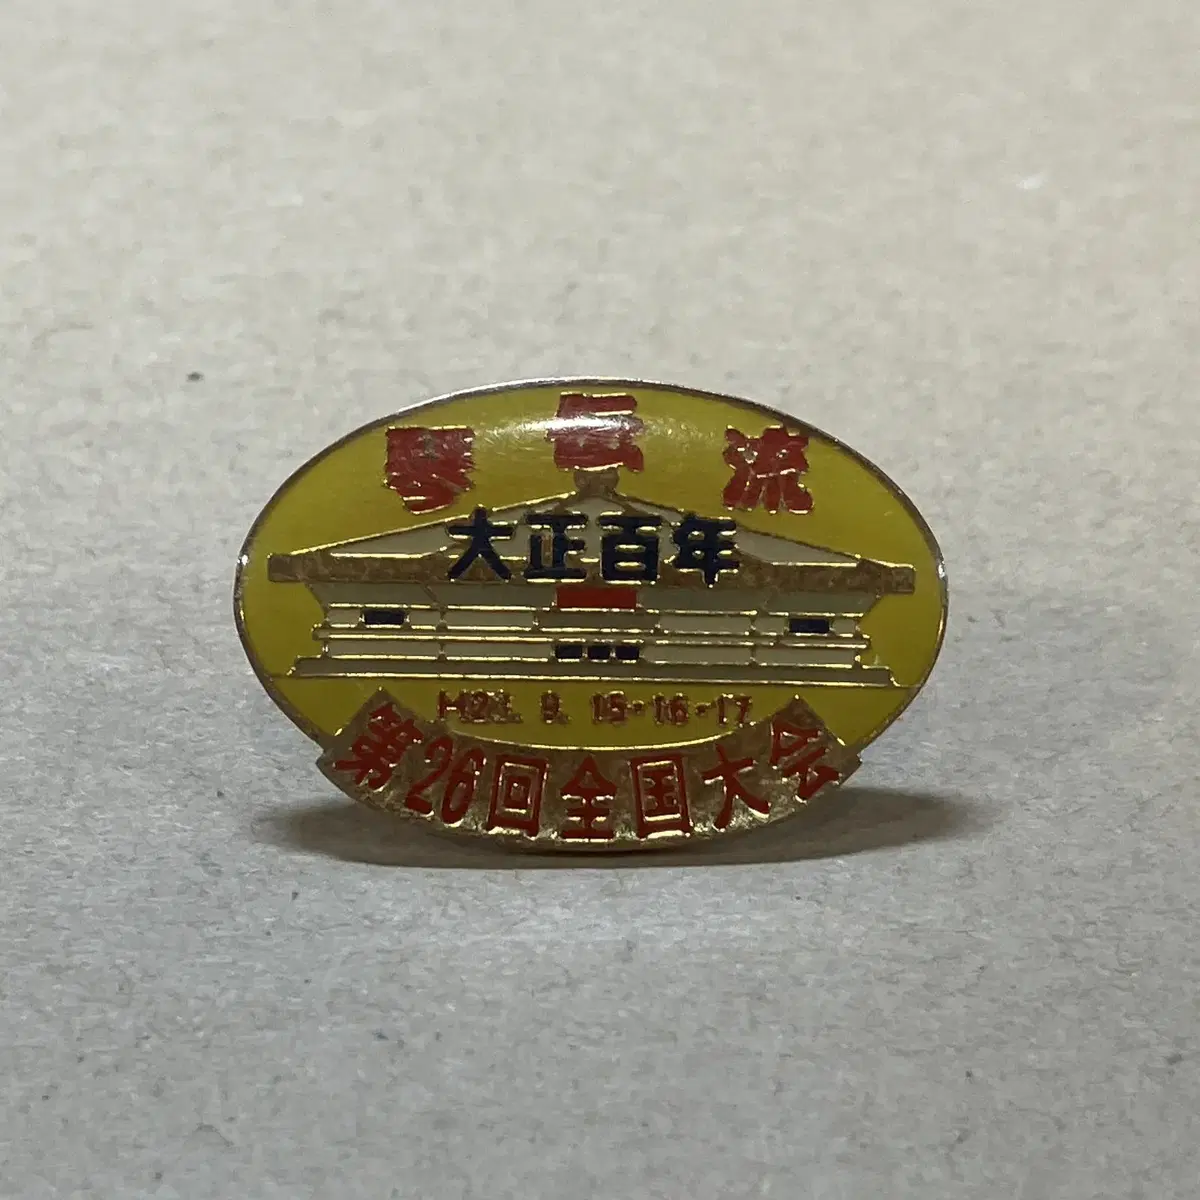 琴伝流
大正百年
H23. 9. 15・16・17
第26回全国大会